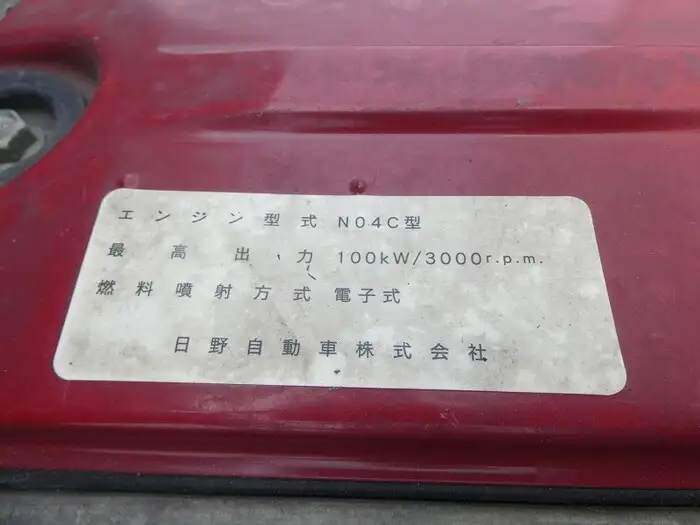 エンジン型式 N04C型
最高出力 100kW/3000r.p.m.
燃料噴射方式 電子式
日野自動車株式会社